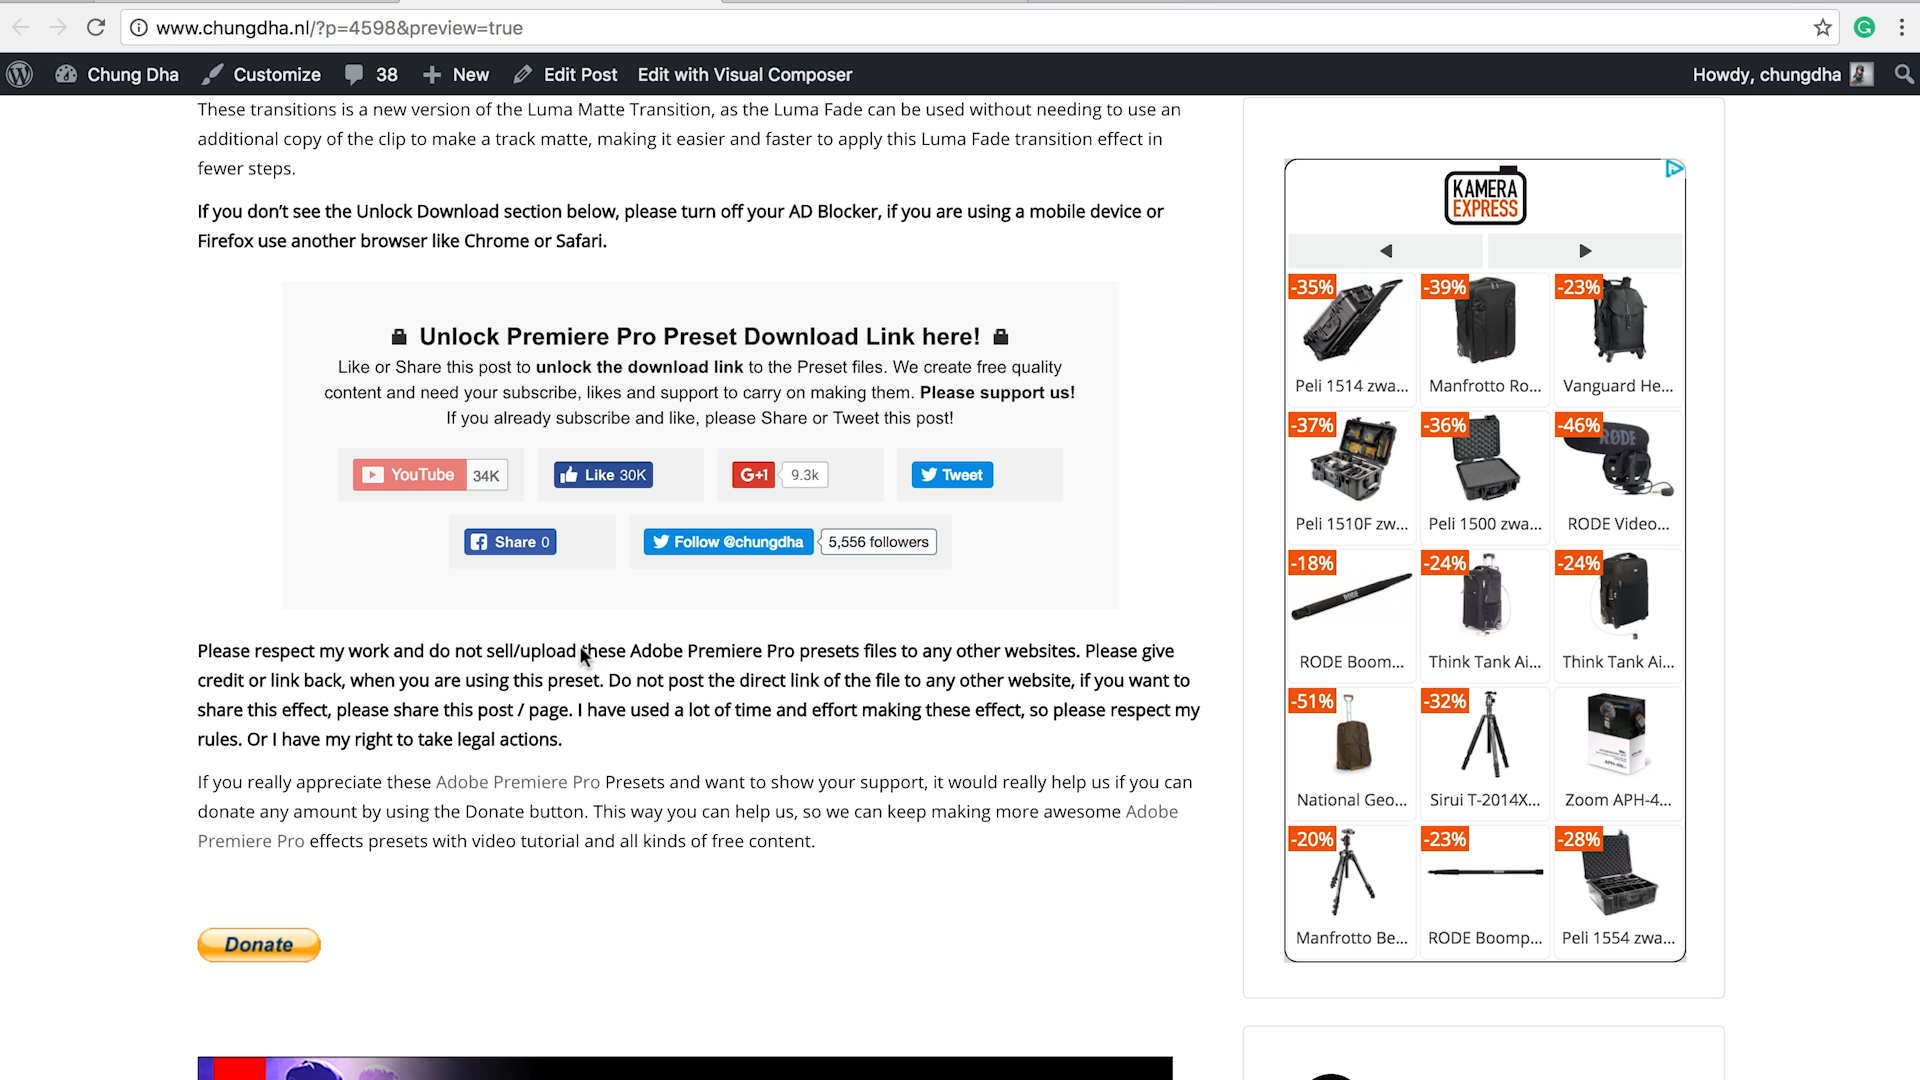 www.chungdha.nl/?p=4598&preview=true
Chung Dha
Customize
38
New
Edit Post
Edit with Visual Composer
Howdy, chungdha
These transitions is a new version of the Luma Matte Transition, as the Luma Fade can be used without needing to use an
additional copy of the clip to make a track matte, making it easier and faster to apply this Luma Fade transition effect in
fewer steps.
If you don't see the Unlock Download section below, please turn off your AD Blocker, if you are using a mobile device or
Firefox use another browser like Chrome or Safari.
Unlock Premiere Pro Preset Download Link here!
Like or Share this post to unlock the download link to the Preset files. We create free quality
content and need your subscribe, likes and support to carry on making them. Please support us!
If you already subscribe and like, please Share or Tweet this post!
YouTube 34K
Like 30K
G+1 9.3k
Tweet
Share 0
Follow @chungdha 5,556 followers
Please respect my work and do not sell/upload these Adobe Premiere Pro presets files to any other websites. Please give
credit or link back, when you are using this preset. Do not post the direct link of the file to any other website, if you want to
share this effect, please share this post / page. I have used a lot of time and effort making these effect, so please respect my
rules. Or I have my right to take legal actions.
If you really appreciate these Adobe Premiere Pro Presets and want to show your support, it would really help us if you can
donate any amount by using the Donate button. This way you can help us, so we can keep making more awesome Adobe
Premiere Pro effects presets with video tutorial and all kinds of free content.
Donate
KAMERA
EXPRESS
-35% -39% -23%
Peli 1514 zwa... Manfrotto Ro... Vanguard He...
-37% -36% -46%
RØDE
Peli 1510F zw... Peli 1500 zwa... RODE Video...
-18% -24% -24%
RODE
RODE Boom... Think Tank Ai... Think Tank Ai...
-51% -32%
National Geo... Sirui T-2014X... Zoom APH-4...
-20% -23% -28%
Manfrotto Be... RODE Boomp... Peli 1554 zwa...